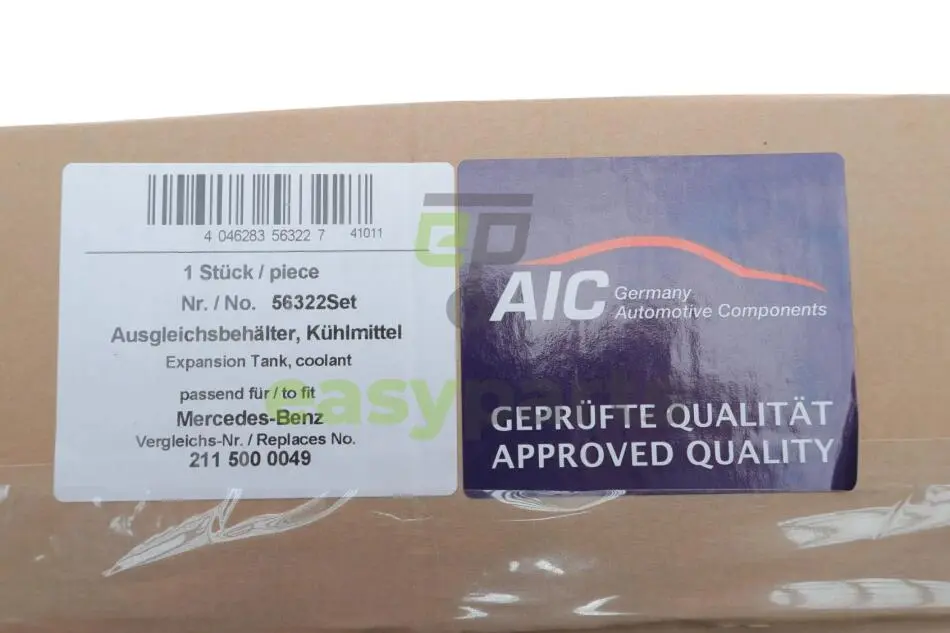 4 046283 56322 7 41011
1 Stück / piece
Nr. / No. 56322Set
Ausgleichsbehälter, Kühlmittel
Expansion Tank, coolant
passend für / to fit
Mercedes-Benz
Vergleichs-Nr. / Replaces No.
211 500 0049
AIC Germany
Automotive Components
GEPRÜFTE QUALITÄT
APPROVED QUALITY
ep
easyparts